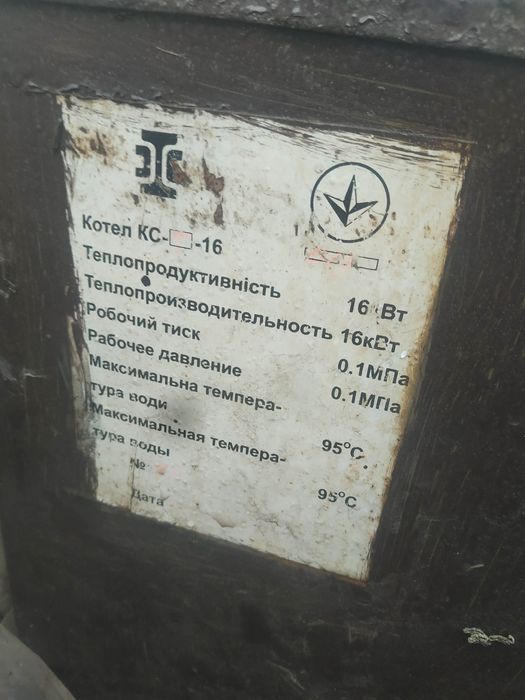 Котел КС- -16
Теплопродуктивність 16 кВт
Теплопроизводительность 16кВт
Робочий тиск 0.1МПа
Рабочее давление 0.1МПа
Максимальна темпера-
тура води 95°С
Максимальная темпера-
тура воды 95°С
№
Дата